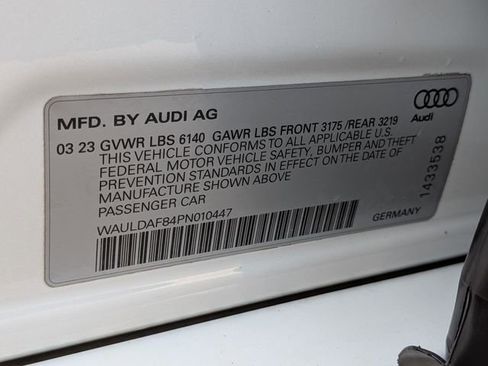 MFD. BY AUDI AG
Audi
03 23 GVWR LBS 6140 GAWR LBS FRONT 3175 /REAR 3219
THIS VEHICLE CONFORMS TO ALL APPLICABLE U.S.
FEDERAL MOTOR VEHICLE SAFETY, BUMPER AND THEFT
PREVENTION STANDARDS IN EFFECT ON THE DATE OF
MANUFACTURE SHOWN ABOVE
PASSENGER CAR
WAULDAF84PN010447
GERMANY
1433538